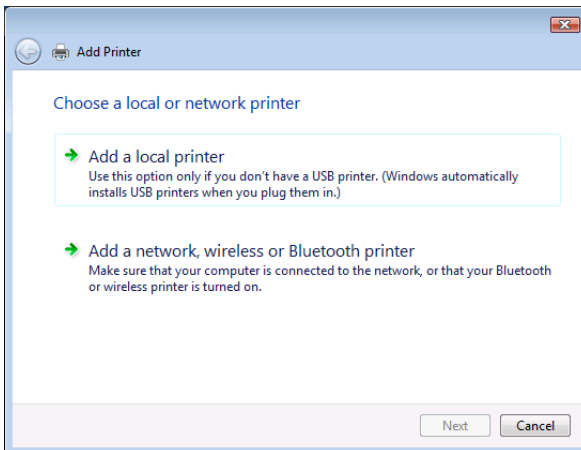 Add Printer
Choose a local or network printer
Add a local printer
Use this option only if you don't have a USB printer. (Windows automatically
installs USB printers when you plug them in.)
Add a network, wireless or Bluetooth printer
Make sure that your computer is connected to the network, or that your Bluetooth
or wireless printer is turned on.
Next Cancel